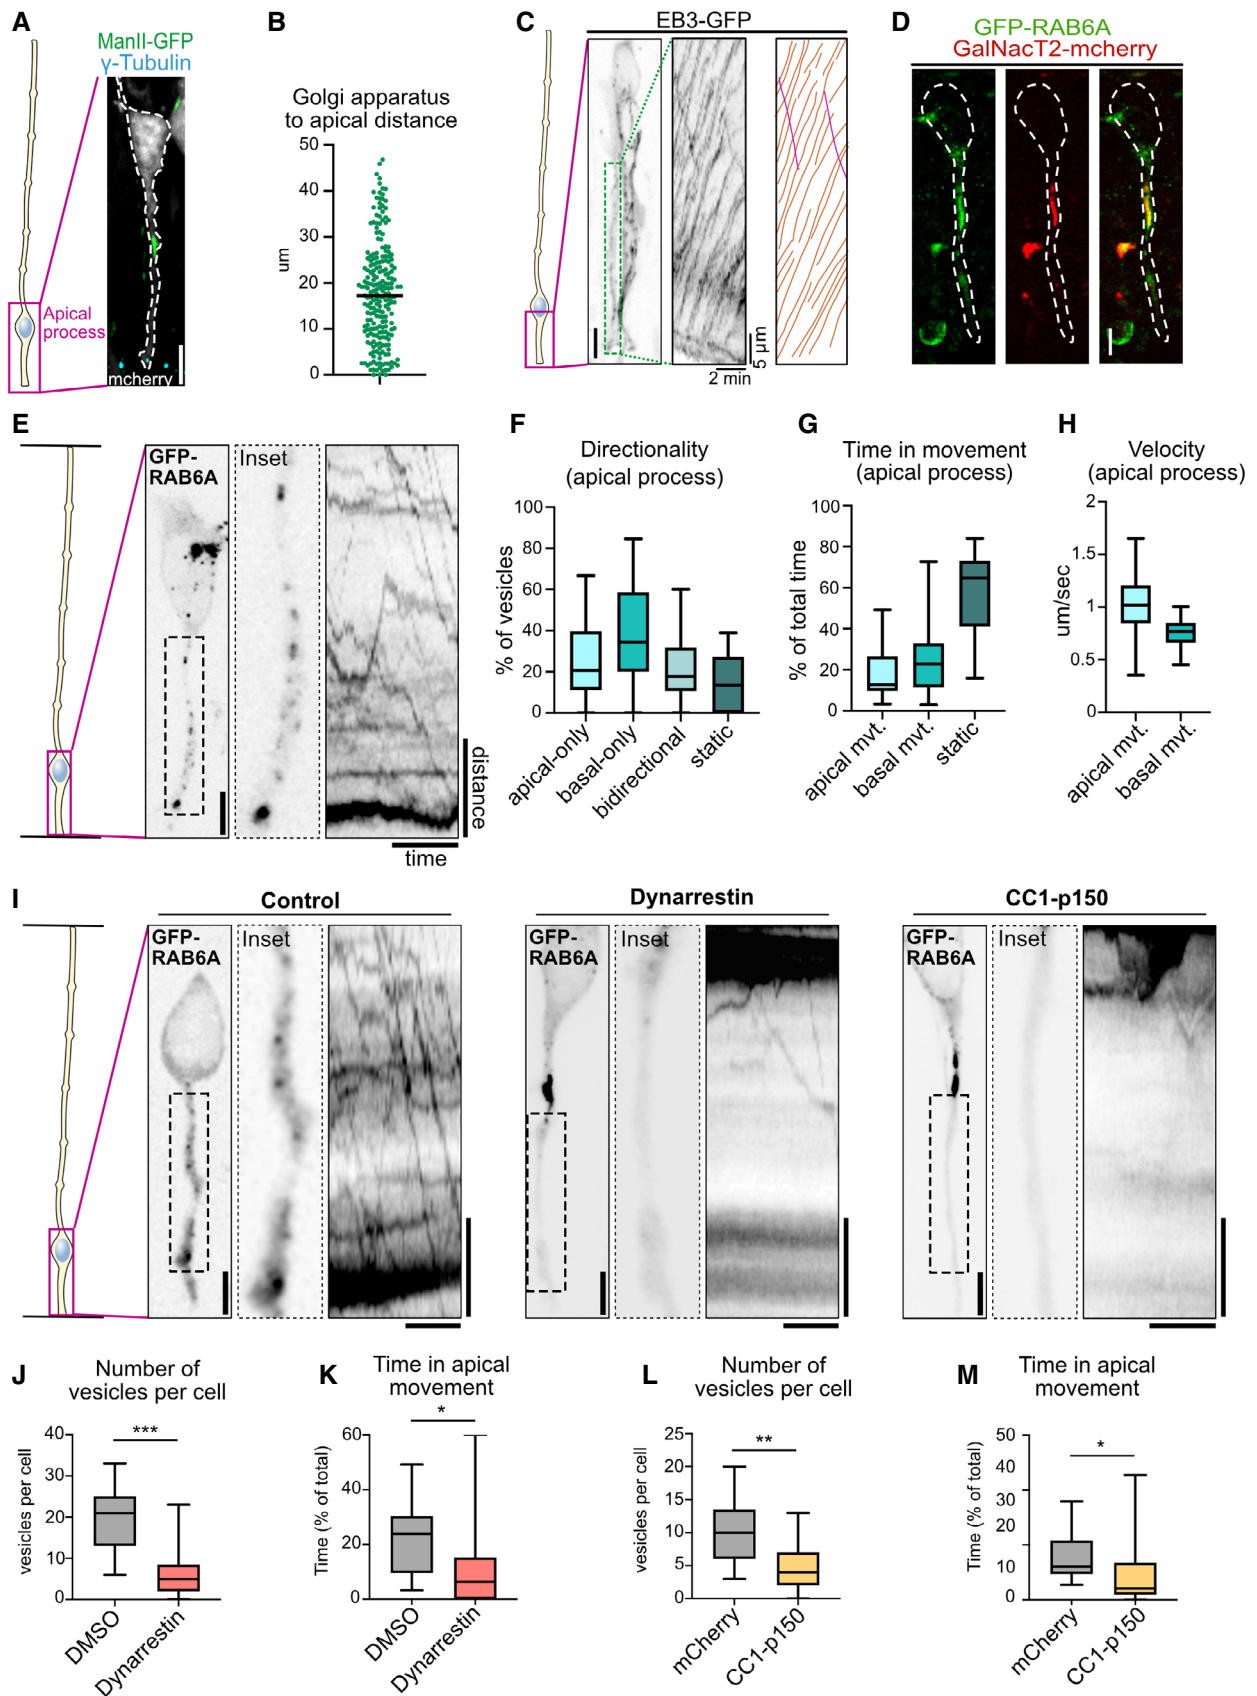 A
ManII-GFP
γ-Tubulin
Apical
process
mcherry
B
Golgi apparatus
to apical distance
um
50
40
30
20
10
0
C
EB3-GFP
2 min
5 µm
D
GFP-RAB6A
GalNacT2-mcherry
E
GFP-
RAB6A
Inset
distance
time
F
Directionality
(apical process)
% of vesicles
100
80
60
40
20
0
apical-only
basal-only
bidirectional
static
G
Time in movement
(apical process)
% of total time
100
80
60
40
20
0
apical mvt.
basal mvt.
static
H
Velocity
(apical process)
um/sec
2
1.5
1
0.5
0
apical mvt.
basal mvt.
I
Control
GFP-
RAB6A
Inset
Dynarrestin
GFP-
RAB6A
Inset
CC1-p150
GFP-
RAB6A
Inset
J
Number of
vesicles per cell
vesicles per cell
40
30
20
10
0
***
DMSO
Dynarrestin
K
Time in apical
movement
Time (% of total)
60
40
20
0
*
DMSO
Dynarrestin
L
Number of
vesicles per cell
vesicles per cell
25
20
15
10
5
0
**
mCherry
CC1-p150
M
Time in apical
movement
Time (% of total)
50
40
30
20
10
0
*
mCherry
CC1-p150